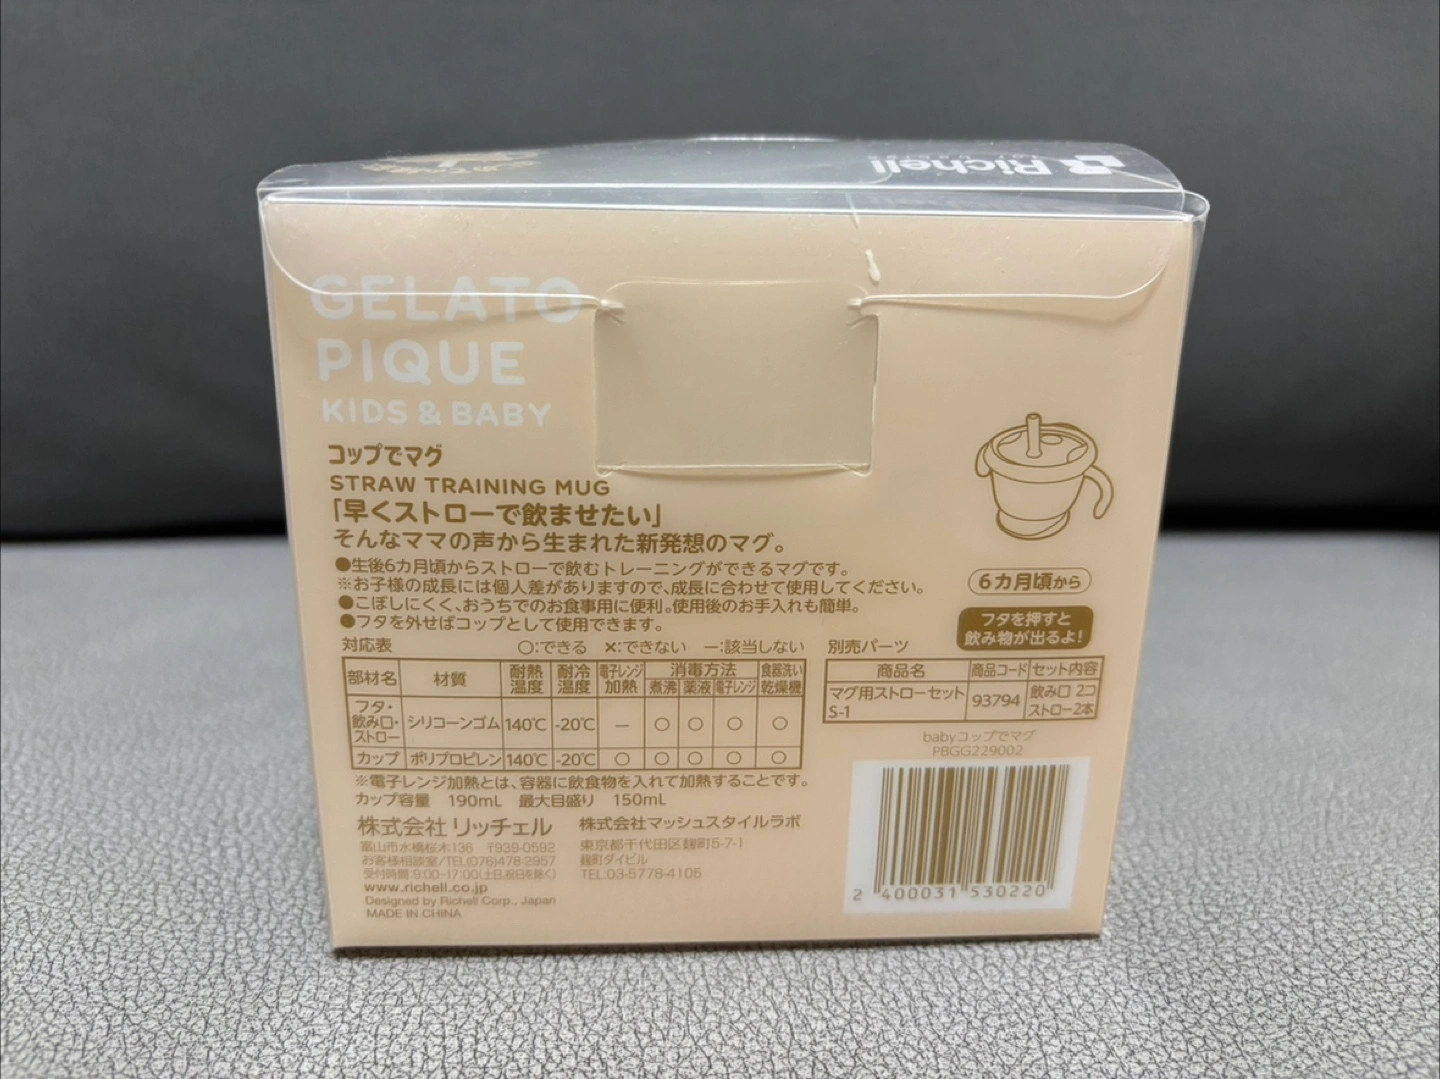 Richell
GELATO
PIQUE
KIDS & BABY
コップでマグ
STRAW TRAINING MUG
「早くストローで飲ませたい」
そんなママの声から生まれた新発想のマグ。
●生後6カ月頃からストローで飲むトレーニングができるマグです。
※お子様の成長には個人差がありますので、成長に合わせて使用してください。
●こぼしにくく、おうちでのお食事用に便利。使用後のお手入れも簡単。
●フタを外せばコップとして使用できます。
6カ月頃から
フタを押すと
飲み物が出るよ!
対応表 〇:できる ×:できない ー:該当しない
部材名 材質 耐熱温度 耐冷温度 電子レンジ加熱 消毒方法 煮沸 薬液 電子レンジ 食器洗い乾燥機
フタ・飲み口・ストロー シリコーンゴム 140℃ -20℃ ー 〇 〇 〇 〇
カップ ポリプロピレン 140℃ -20℃ 〇 〇 〇 〇 〇
※電子レンジ加熱とは、容器に飲食物を入れて加熱することです。
カップ容量 190mL 最大目盛り 150mL
別売パーツ
商品名 商品コード セット内容
マグ用ストローセット S-1 93794 飲み口 2コ ストロー2本
babyコップでマグ
PBGG229002
2 400031 530220
株式会社 リッチェル
富山市水橋桜木136 〒939-0592
お客様相談室/TEL(076)478-2957
受付時間:9:00~17:00(土日,祝日を除く)
www.richell.co.jp
Designed by Richell Corp., Japan
MADE IN CHINA
株式会社マッシュスタイルラボ
東京都千代田区麹町5-7-1
麹町ダイビル
TEL:03-5778-4105